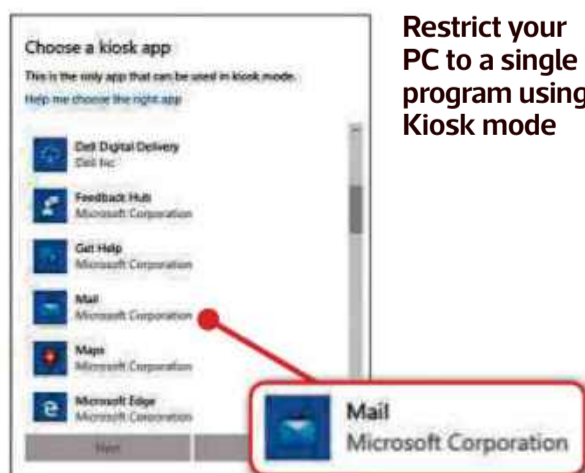 Restrict your
PC to a single
program using
Kiosk mode
Choose a kiosk app
This is the only app that can be used in kiosk mode.
Help me choose the right app
Dell Digital Delivery
Dell Inc
Feedback Hub
Microsoft Corporation
Get Help
Microsoft Corporation
Mail
Microsoft Corporation
Maps
Microsoft Corporation
Microsoft Edge
Microsoft Corporation
Next
Mail
Microsoft Corporation